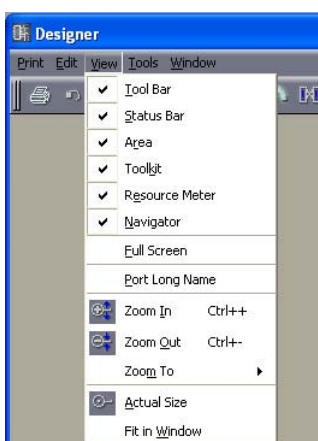 Designer
Print Edit View Tools Window
Tool Bar
Status Bar
Area
Toolkit
Resource Meter
Navigator
Full Screen
Port Long Name
Zoom In Ctrl++
Zoom Out Ctrl+-
Zoom To
Actual Size
Fit in Window